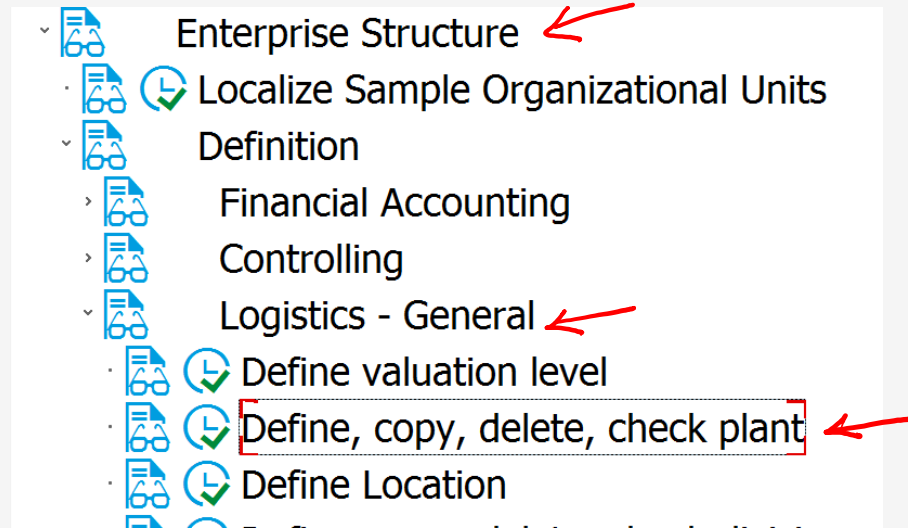 Enterprise Structure
Localize Sample Organizational Units
Definition
Financial Accounting
Controlling
Logistics - General
Define valuation level
Define, copy, delete, check plant
Define Location